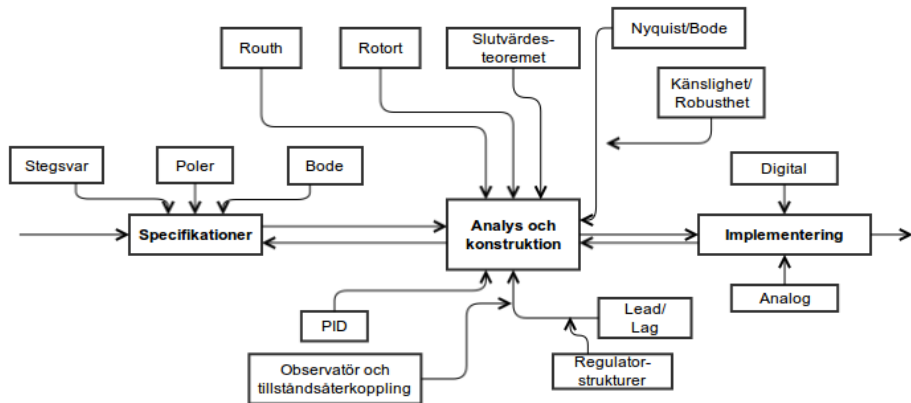 Routh
Rotort
Slutvärdes-
teoremet
Nyquist/Bode
Känslighet/
Robusthet
Stegsvar
Poler
Bode
Digital
Specifikationer
Analys och
konstruktion
Implementering
PID
Lead/
Lag
Analog
Observatör och
tillståndsåterkoppling
Regulator-
strukturer